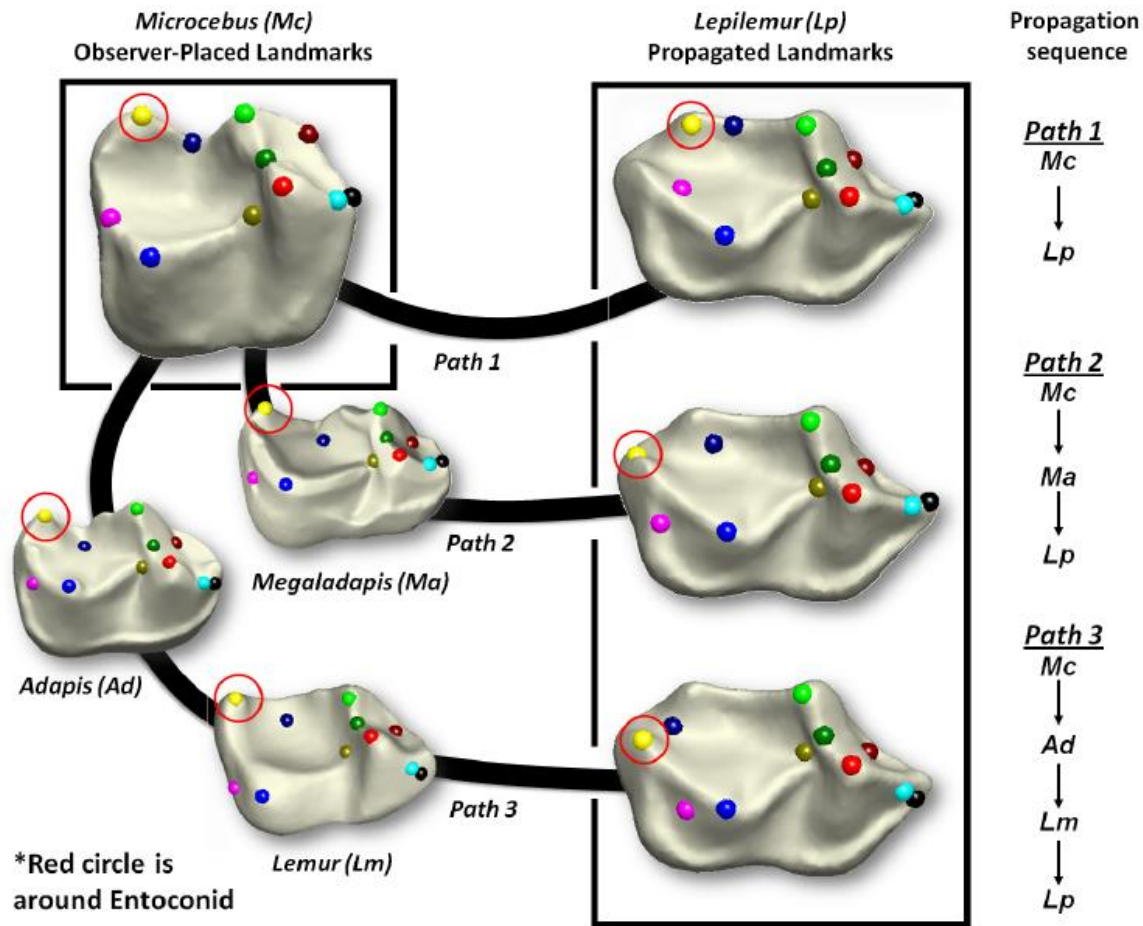 Microcebus (Mc)
Observer-Placed Landmarks
Lepilemur (Lp)
Propagated Landmarks
Propagation
sequence
Path 1
Mc
Lp
Path 1
Path 2
Mc
Ma
Lp
Path 2
Megaladapis (Ma)
Adapis (Ad)
Path 3
Mc
Ad
Lm
Lp
Path 3
Lemur (Lm)
*Red circle is
around Entoconid